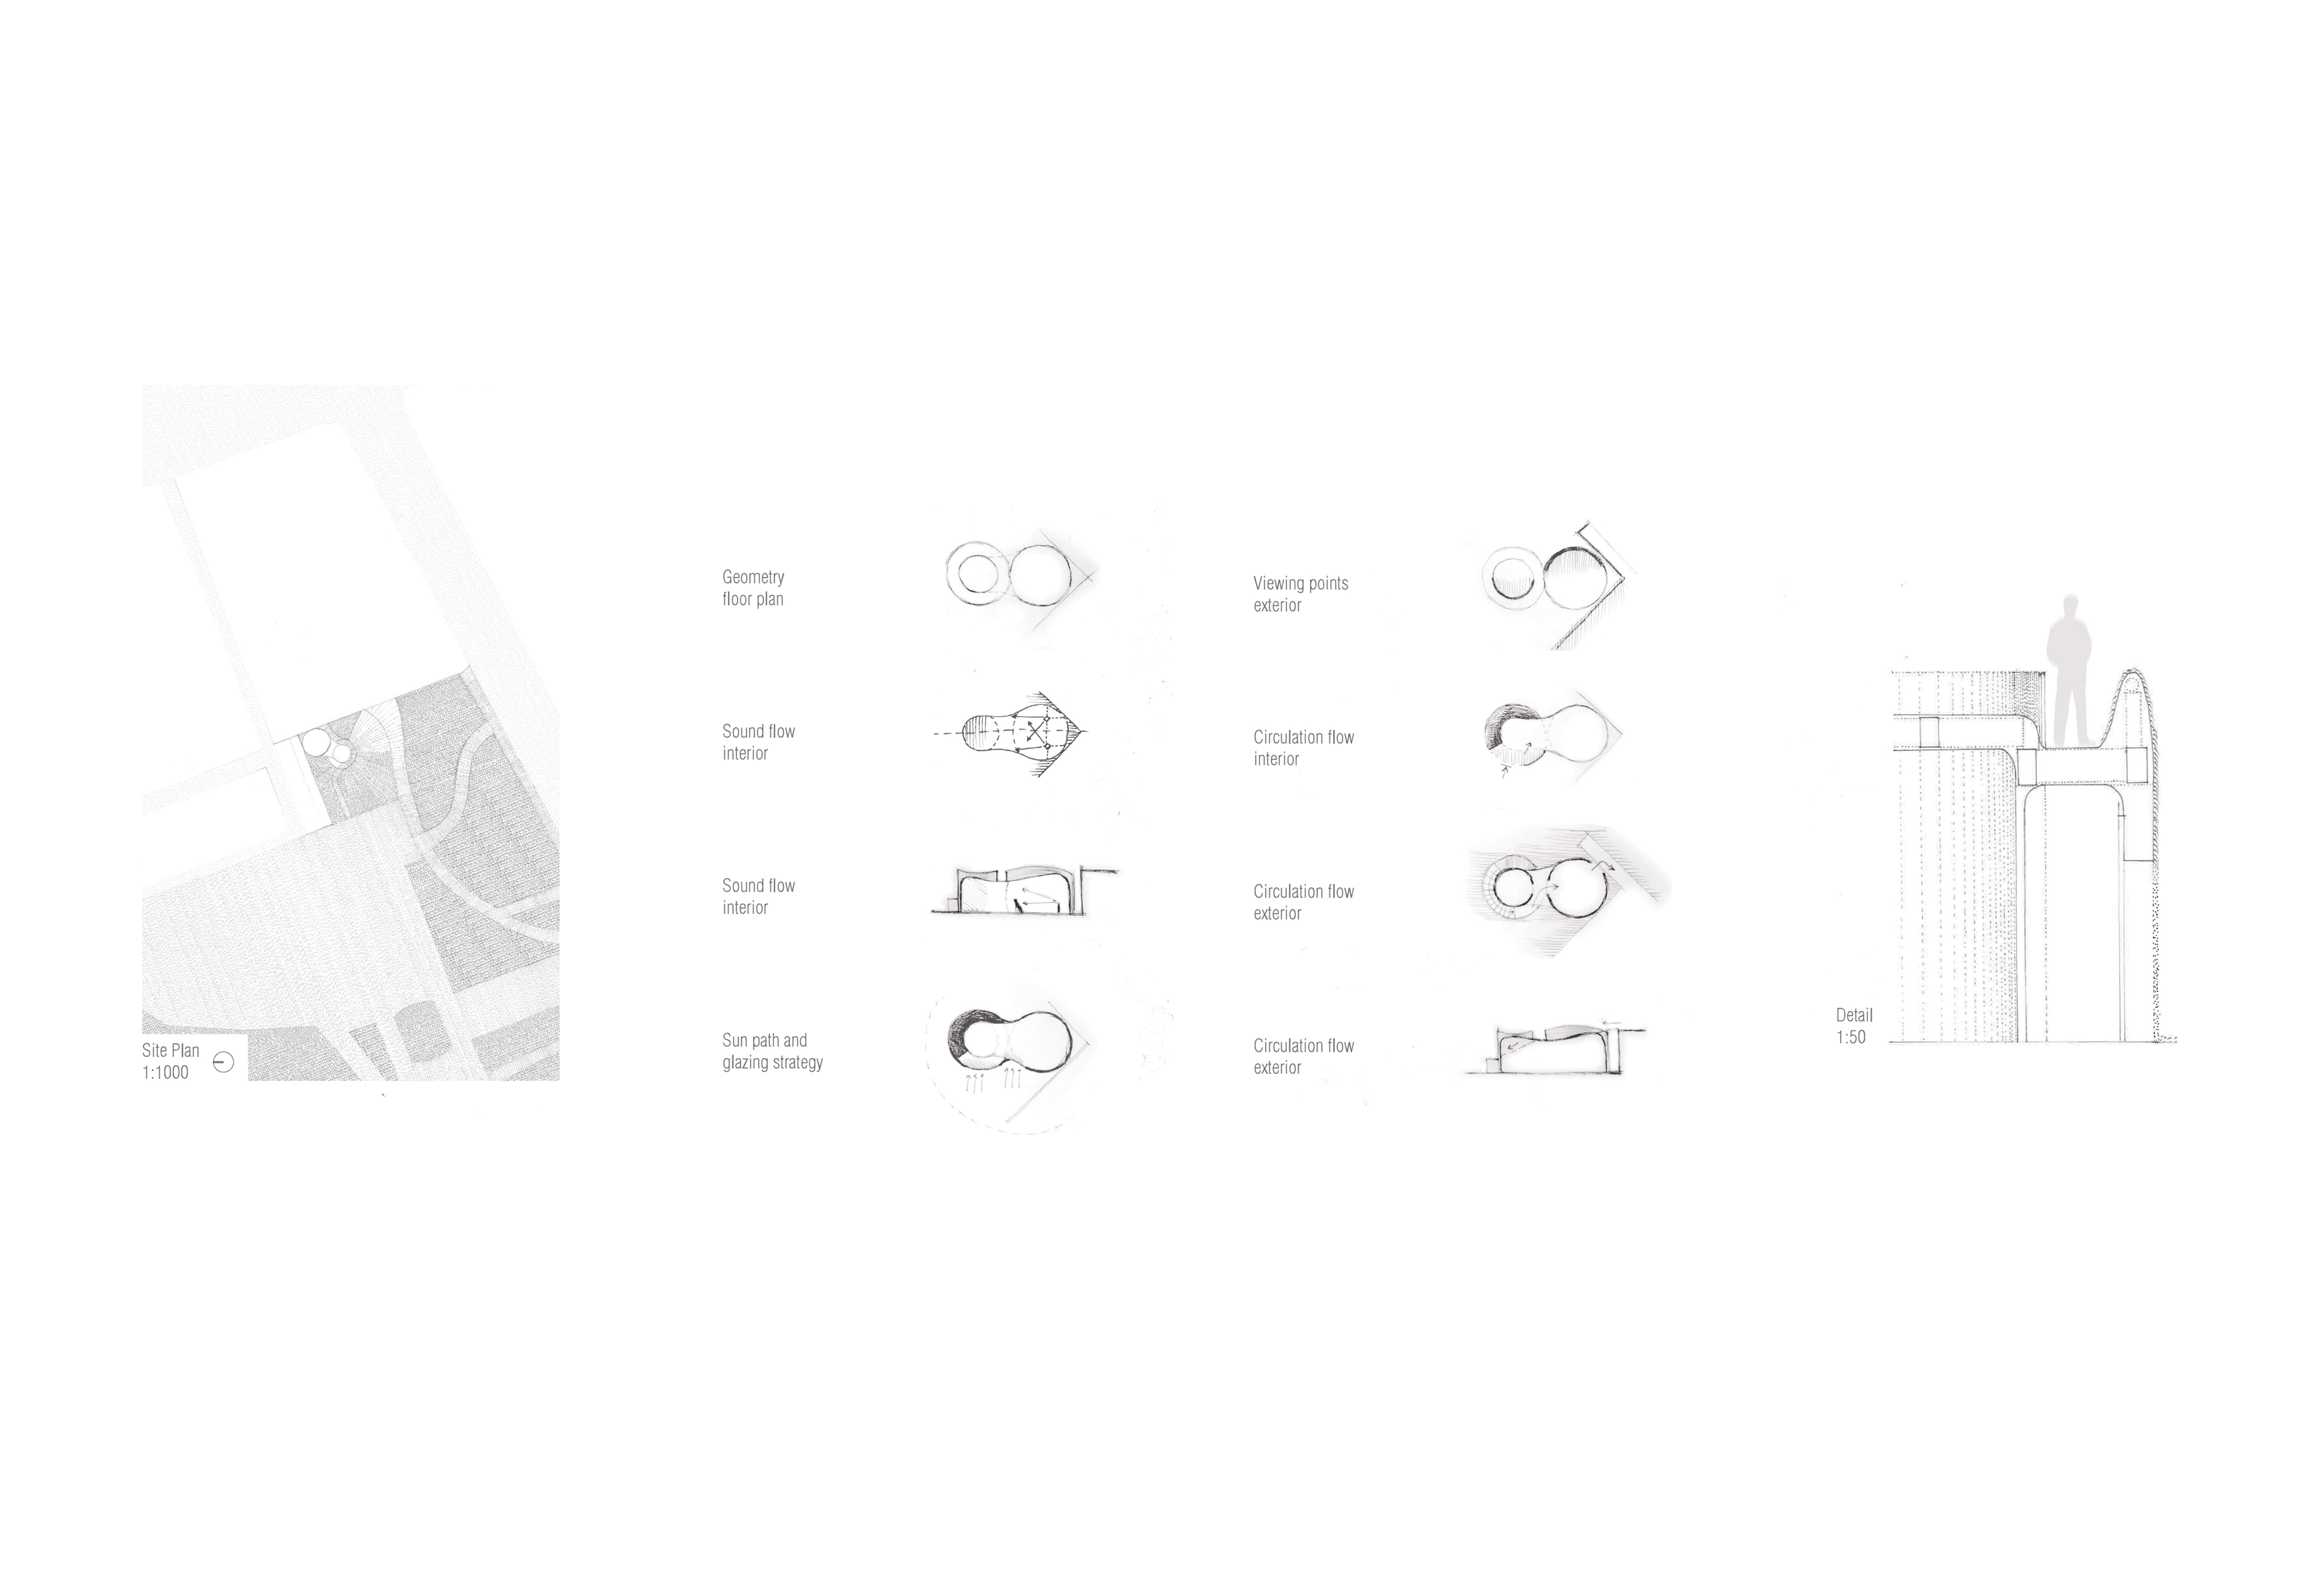 Site Plan
1:1000
Geometry
floor plan
Sound flow
interior
Sound flow
interior
Sun path and
glazing strategy
Viewing points
exterior
Circulation flow
interior
Circulation flow
exterior
Circulation flow
exterior
Detail
1:50